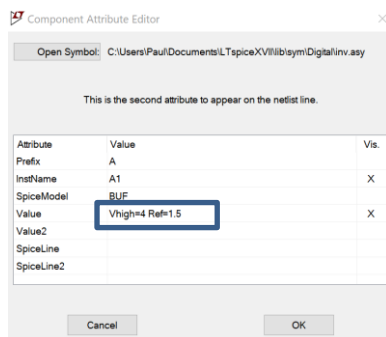 Component Attribute Editor
Open Symbol: C:\Users\Paul\Documents\LTspiceXVII\lib\sym\Digital\inv.asy
This is the second attribute to appear on the netlist line.
Attribute Value Vis.
Prefix A
InstName A1 X
SpiceModel BUF
Value Vhigh=4 Ref=1.5 X
Value2
SpiceLine
SpiceLine2
Cancel OK